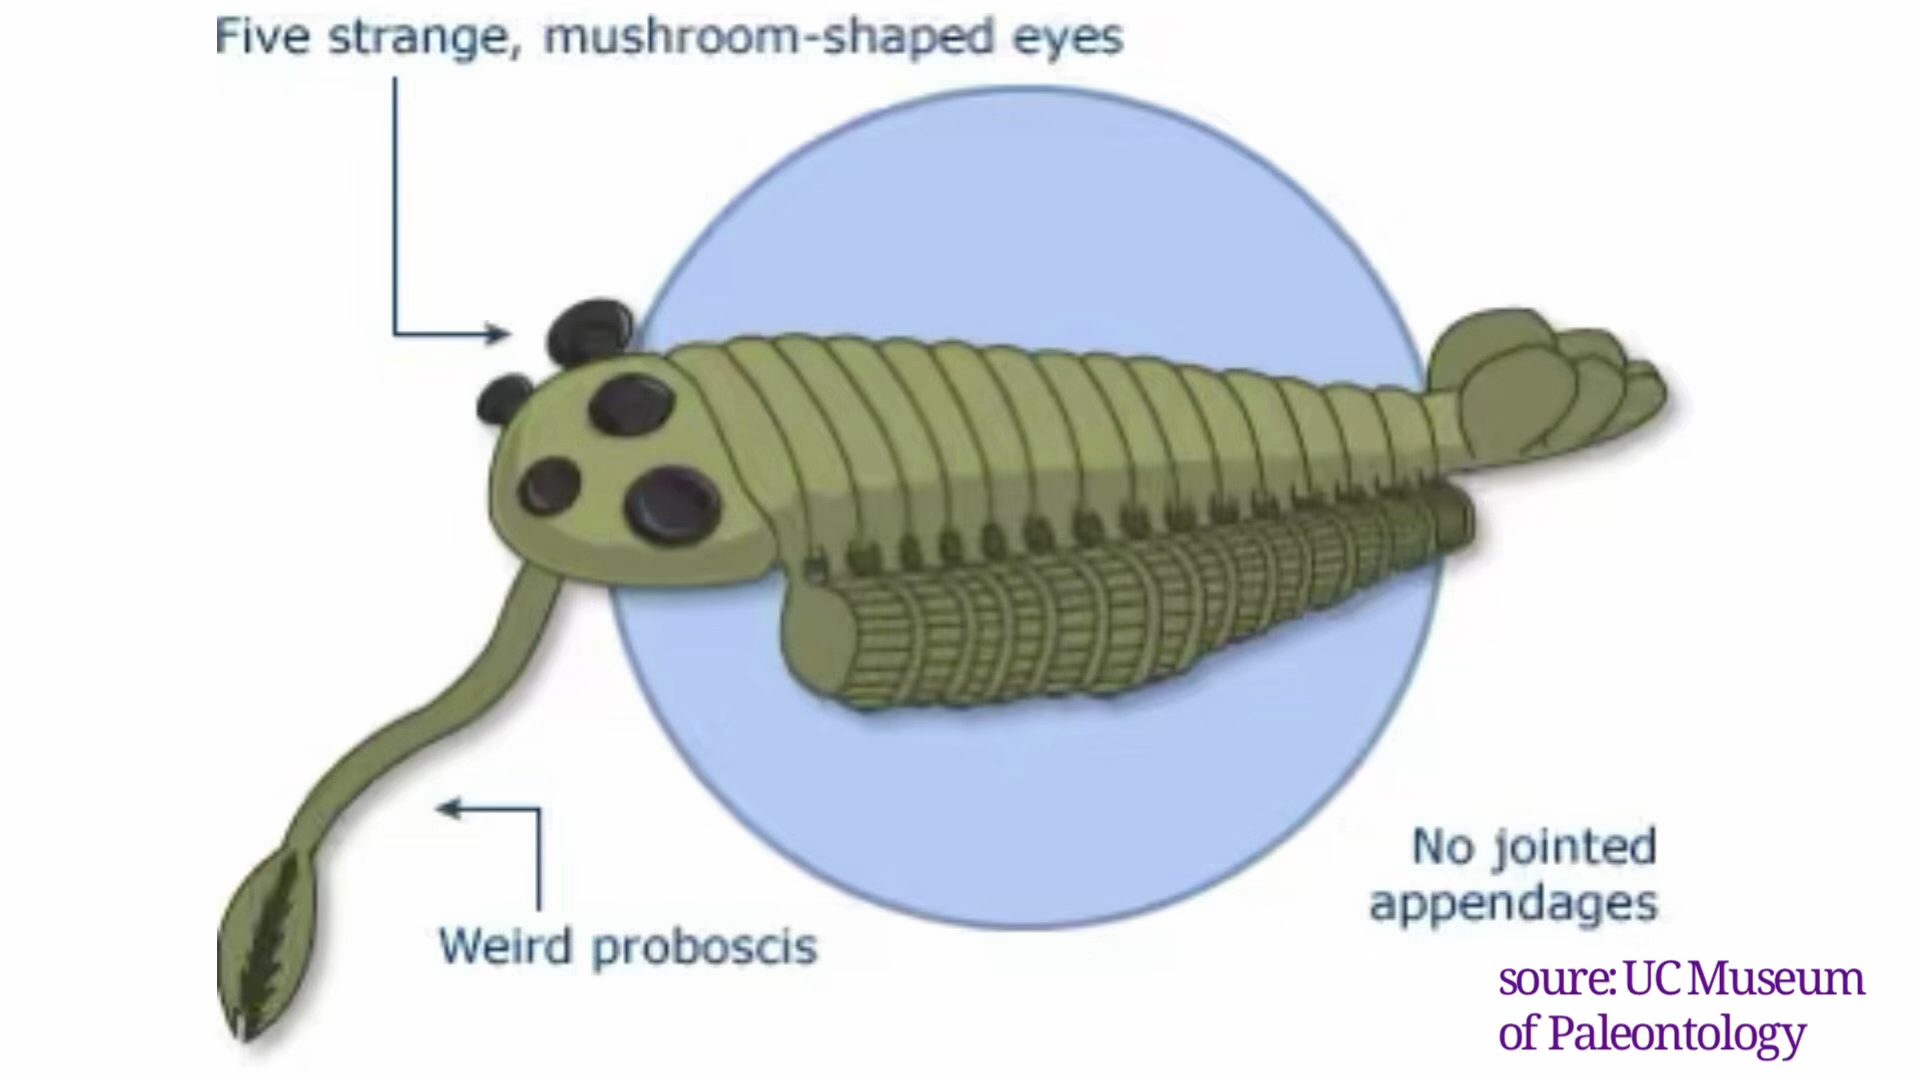 Five strange, mushroom-shaped eyes
Weird proboscis
No jointed
appendages
soure: UC Museum
of Paleontology